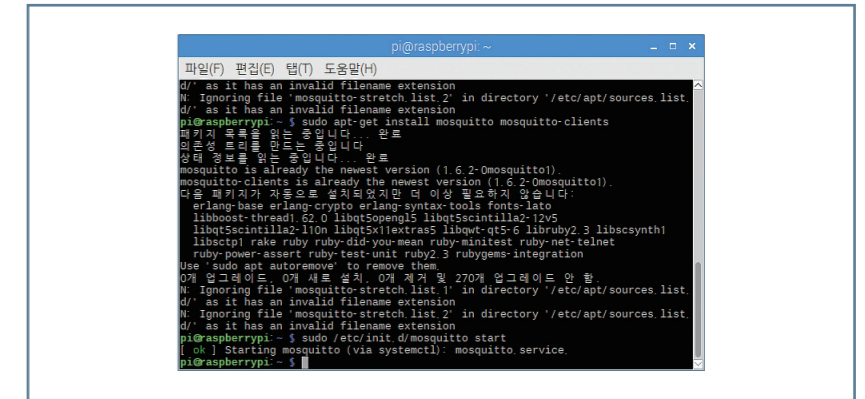 pi@raspberrypi: ~
파일(F) 편집(E) 탭(T) 도움말(H)
d/' as it has an invalid filename extension
N: Ignoring file 'mosquitto-stretch.list.2' in directory '/etc/apt/sources.list.
d/' as it has an invalid filename extension
pi@raspberrypi:~ $ sudo apt-get install mosquitto mosquitto-clients
패키지 목록을 읽는 중입니다... 완료
의존성 트리를 만드는 중입니다
상태 정보를 읽는 중입니다... 완료
mosquitto is already the newest version (1.6.2-0mosquitto1).
mosquitto-clients is already the newest version (1.6.2-0mosquitto1).
다음 패키지가 자동으로 설치되었지만 더 이상 필요하지 않습니다:
erlang-base erlang-crypto erlang-syntax-tools fonts-lato
libboost-thread1.62.0 libqt5opengl5 libqt5scintilla2-12v5
libqt5scintilla2-l10n libqt5x11extras5 libqwt-qt5-6 libruby2.3 libscsynth1
libsctp1 rake ruby ruby-did-you-mean ruby-minitest ruby-net-telnet
ruby-power-assert ruby-test-unit ruby2.3 rubygems-integration
Use 'sudo apt autoremove' to remove them.
0개 업그레이드, 0개 새로 설치, 0개 제거 및 270개 업그레이드 안 함.
N: Ignoring file 'mosquitto-stretch.list.1' in directory '/etc/apt/sources.list.
d/' as it has an invalid filename extension
N: Ignoring file 'mosquitto-stretch.list.2' in directory '/etc/apt/sources.list.
d/' as it has an invalid filename extension
pi@raspberrypi:~ $ sudo /etc/init.d/mosquitto start
[ ok ] Starting mosquitto (via systemctl): mosquitto.service.
pi@raspberrypi:~ $